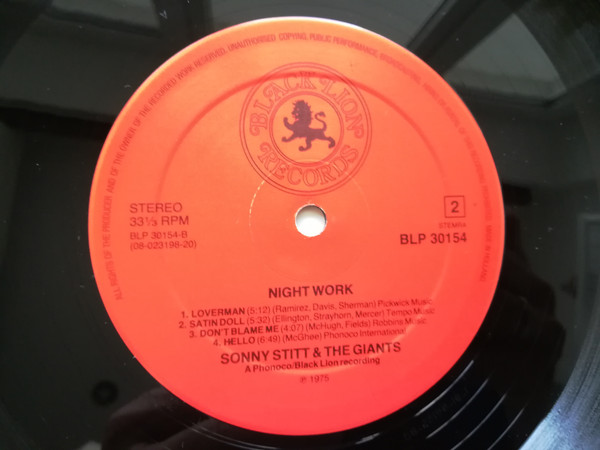 ALL RIGHTS OF THE PRODUCER AND OF THE OWNER OF THE RECORDED WORK RESERVED. UNAUTHORISED COPYING, PUBLIC PERFORMANCE,
BLACK LION
RECORDS
STEREO
33⅓ RPM
BLP 30154-B
(08-023198-20)
2
STEMRA
BLP 30154
NIGHT WORK
1. LOVERMAN (5:12) (Ramirez, Davis, Sherman) Pickwick Music
2. SATIN DOLL (5:32) (Ellington, Strayhorn, Mercer) Tempo Music
3. DON'T BLAME ME (4:07) (McHugh, Fields) Robbins Music
4. HELLO (6:49) (McGhee) Phonoco International
SONNY STITT & THE GIANTS
A Phonoco/Black Lion recording
℗ 1975